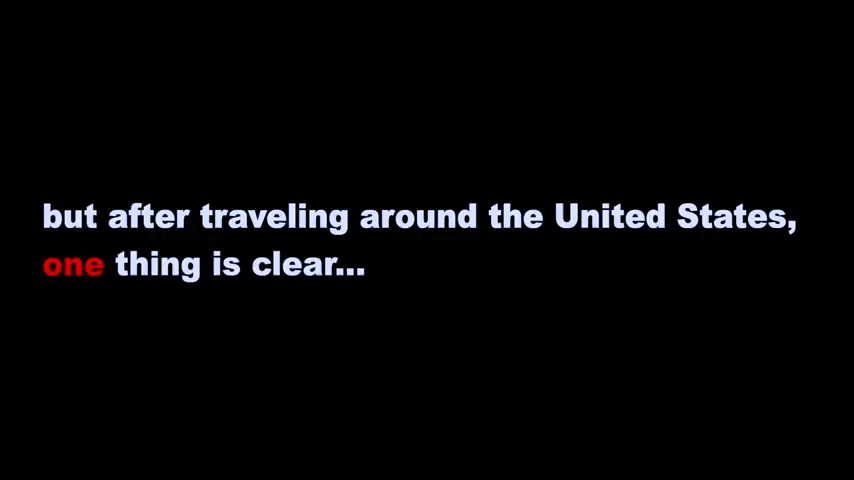 but after traveling around the United States,
one thing is clear...